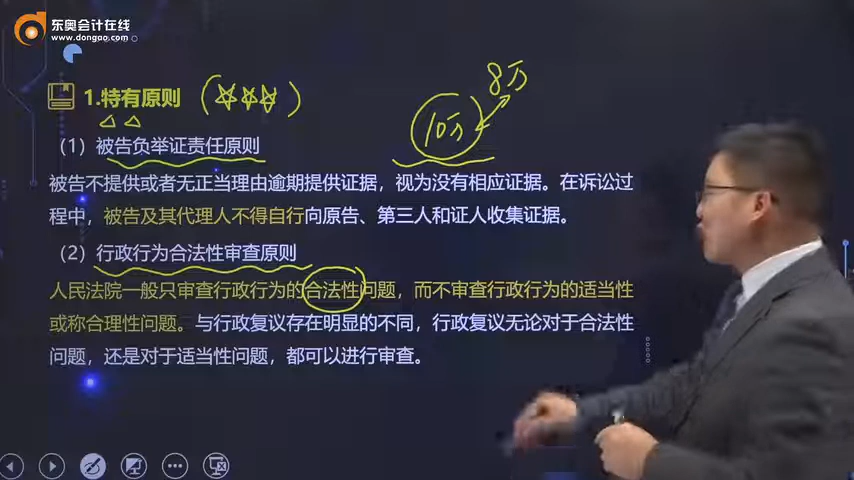 东奥会计在线
www.dongao.com
1.特有原则
10万
8万
（1）被告负举证责任原则
被告不提供或者无正当理由逾期提供证据，视为没有相应证据。在诉讼过
程中，被告及其代理人不得自行向原告、第三人和证人收集证据。
（2）行政行为合法性审查原则
人民法院一般只审查行政行为的合法性问题，而不审查行政行为的适当性
或称合理性问题。与行政复议存在明显的不同，行政复议无论对于合法性
问题，还是对于适当性问题，都可以进行审查。